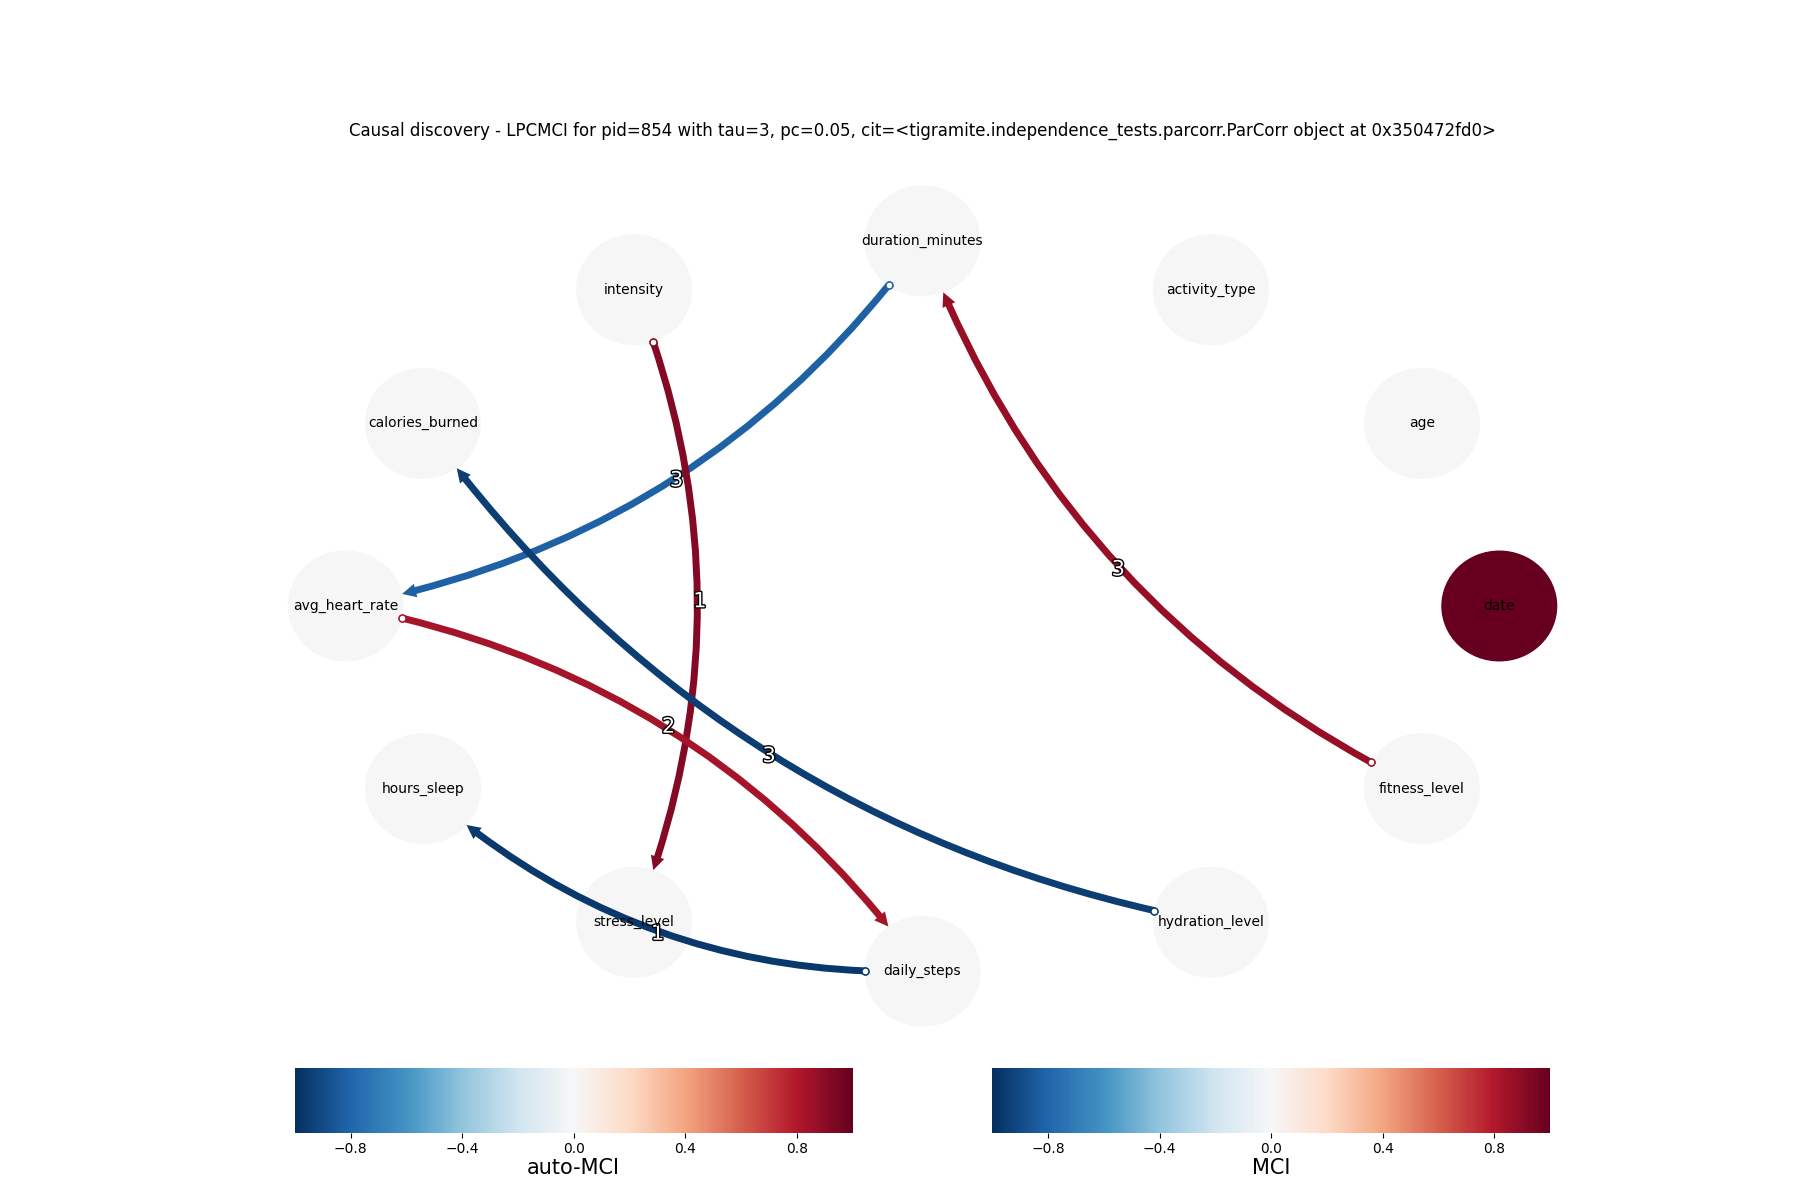 Causal discovery - LPCMCI for pid=854 with tau=3, pc=0.05, cit=<tigramite.independence_tests.parcorr.ParCorr object at 0x350472fd0>
duration_minutes
intensity
activity_type
calories_burned
age
3
3
1
avg_heart_rate
date
2
3
hours_sleep
fitness_level
stress_level
hydration_level
1
daily_steps
−0.8 −0.4 0.0 0.4 0.8
auto-MCI
−0.8 −0.4 0.0 0.4 0.8
MCI